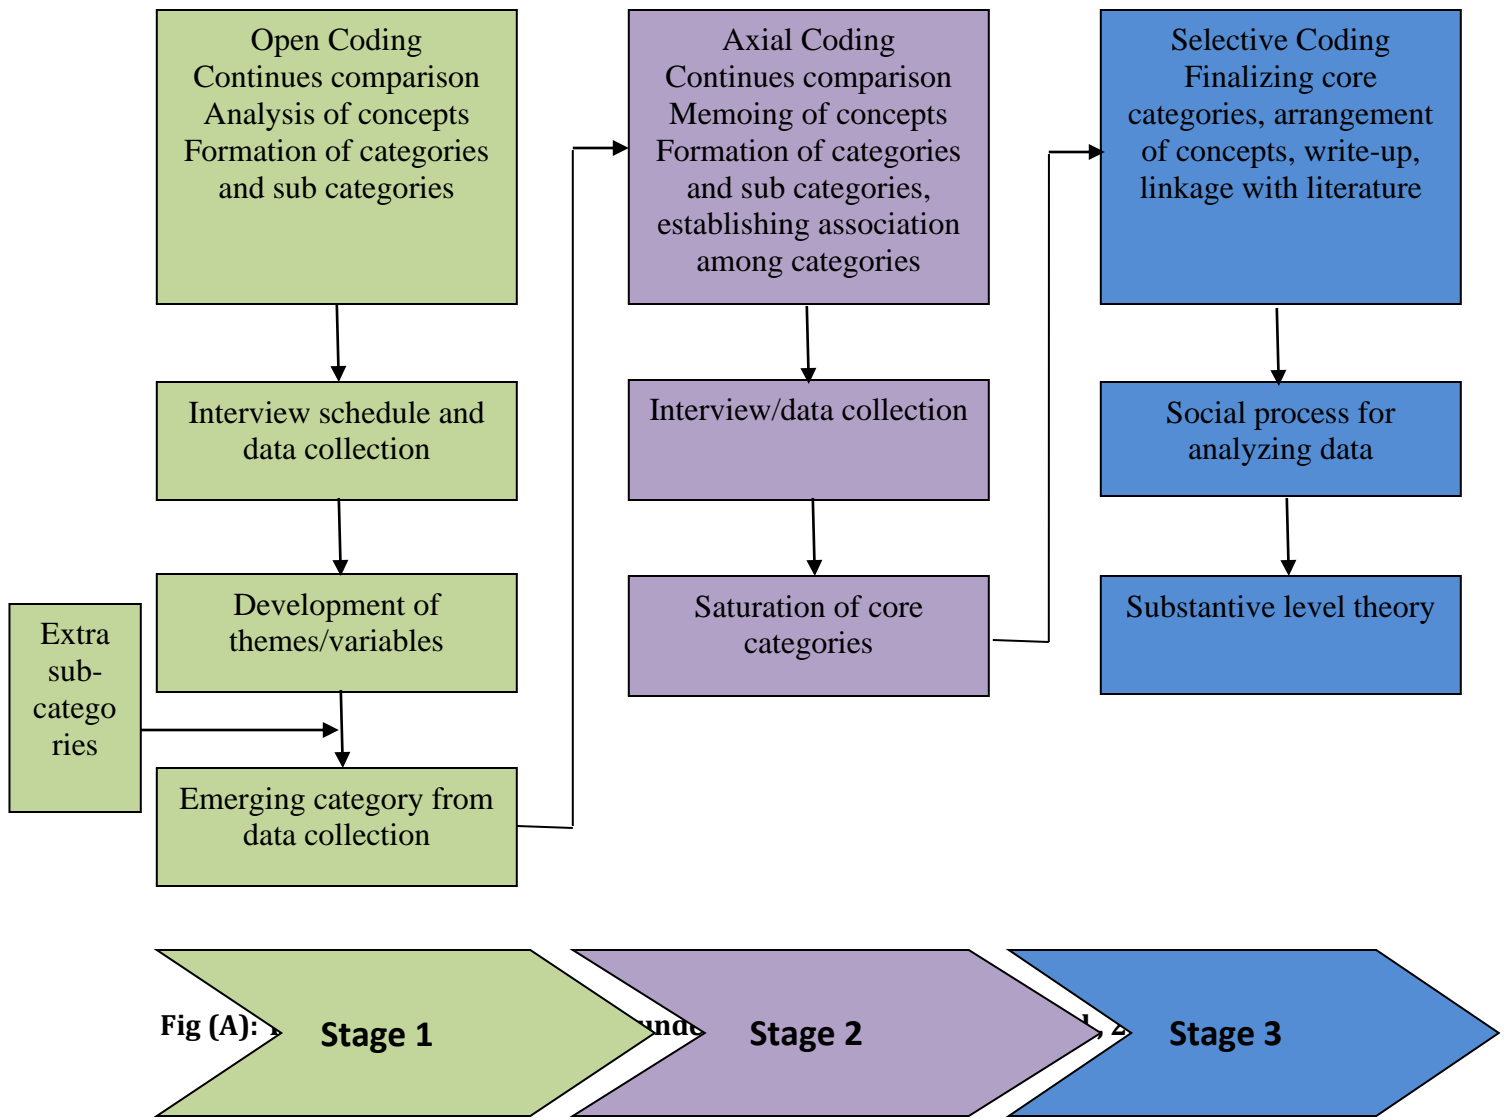 Open Coding
Continues comparison
Analysis of concepts
Formation of categories
and sub categories
Interview schedule and
data collection
Development of
themes/variables
Extra
sub-
catego
ries
Emerging category from
data collection
Axial Coding
Continues comparison
Memoing of concepts
Formation of categories
and sub categories,
establishing association
among categories
Interview/data collection
Saturation of core
categories
Selective Coding
Finalizing core
categories, arrangement
of concepts, write-up,
linkage with literature
Social process for
analyzing data
Substantive level theory
Fig (A):
Stage 1
Stage 2
Stage 3